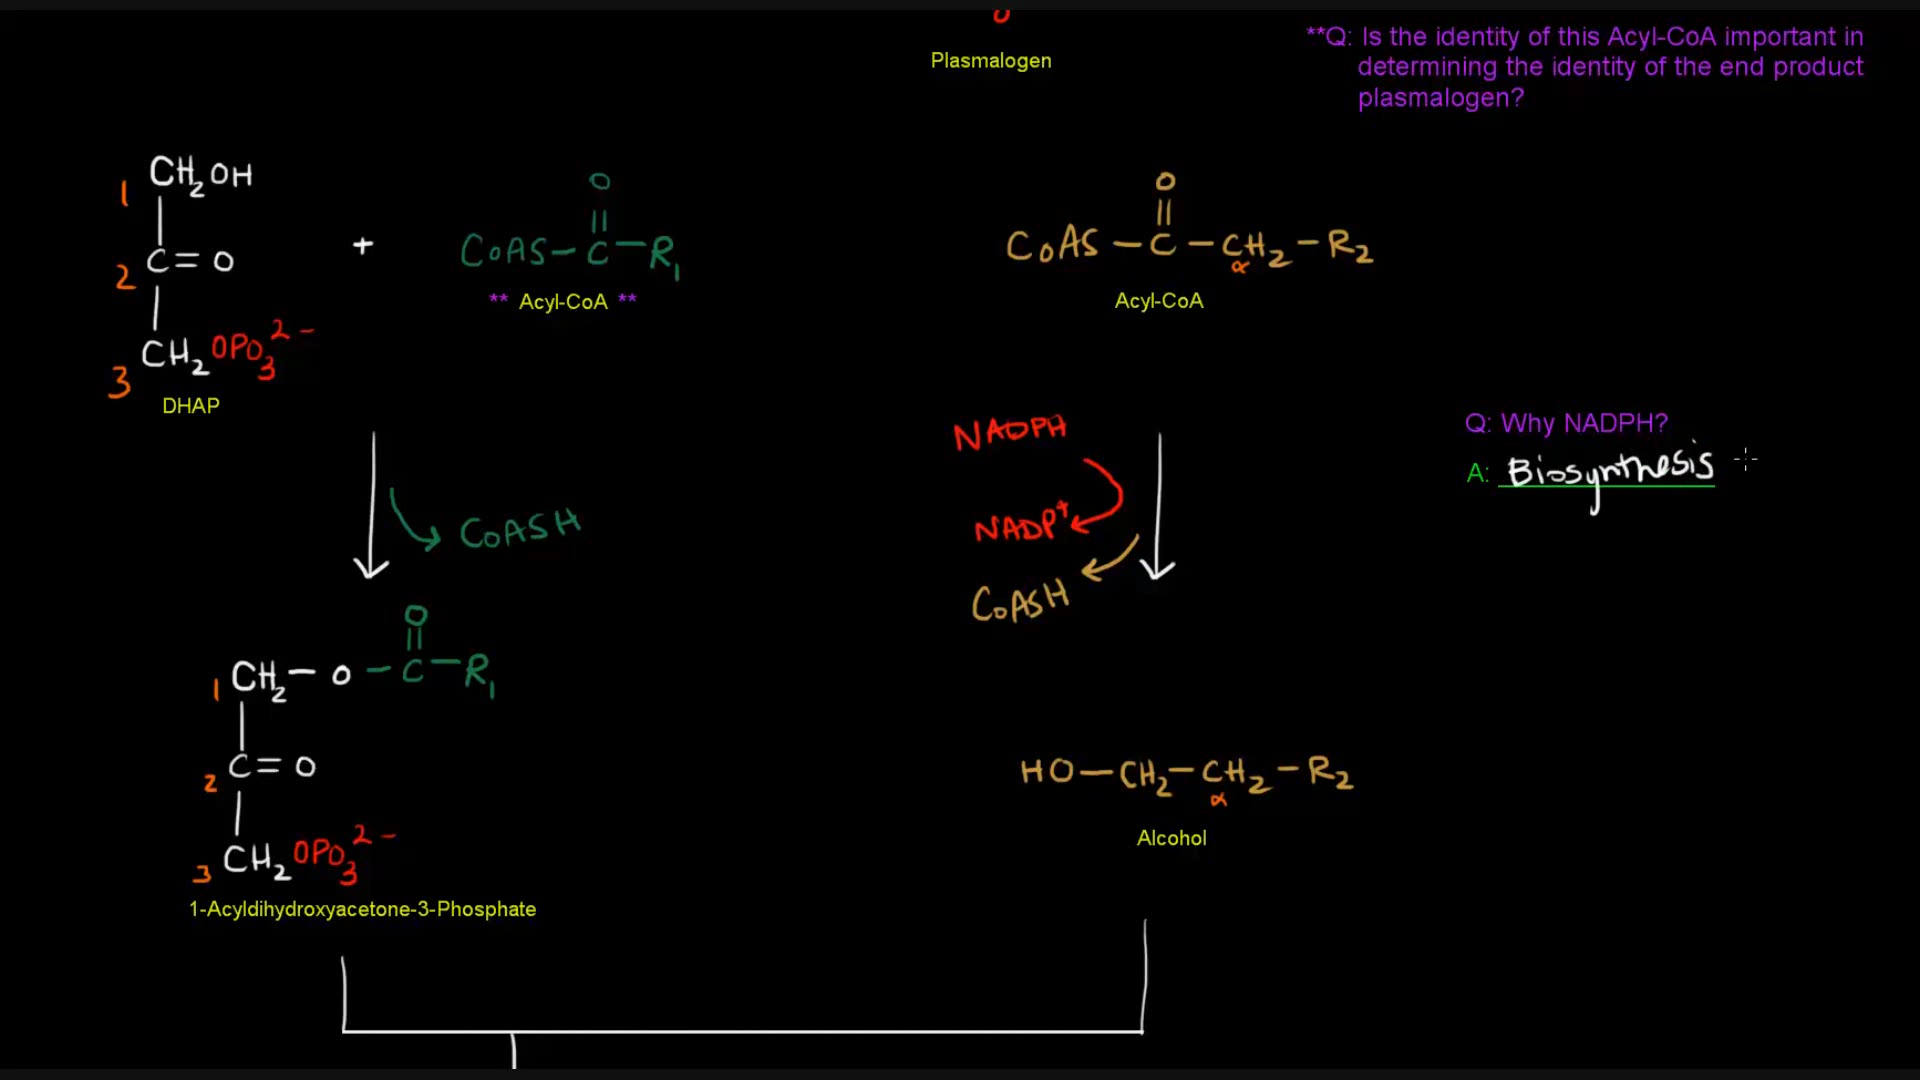 Plasmalogen
**Q: Is the identity of this Acyl-CoA important in
determining the identity of the end product
plasmalogen?
1 CH2OH
2 C=O
3 CH2OPO3 2-
DHAP
+
O
CoAS-C-R1
** Acyl-CoA **
O
CoAS-C-CH2-R2
α
Acyl-CoA
CoASH
NADPH
NADP+
CoASH
Q: Why NADPH?
A: Biosynthesis
O
1 CH2-O-C-R1
2 C=O
3 CH2OPO3 2-
1-Acyldihydroxyacetone-3-Phosphate
HO-CH2-CH2-R2
α
Alcohol